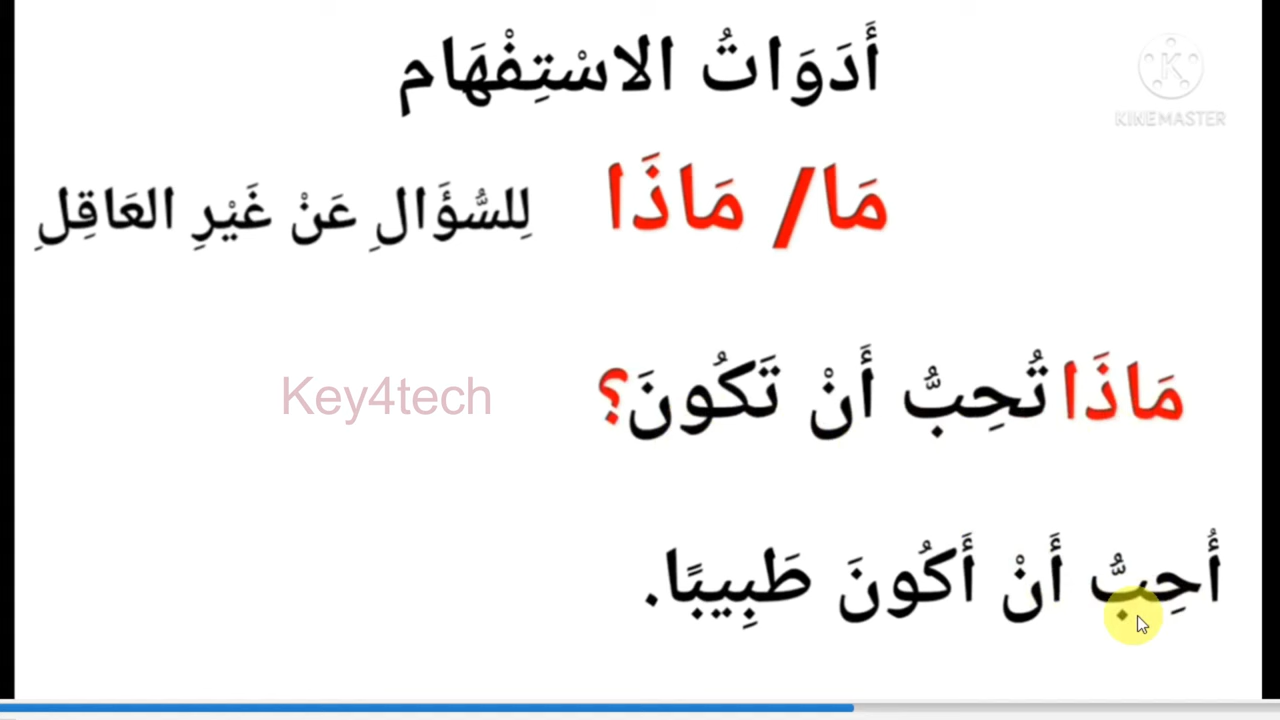 أَدَوَاتُ الاسْتِفْهَام
KINEMASTER
مَا/ مَاذَا لِلسُّؤَالِ عَنْ غَيْرِ العَاقِلِ
مَاذَا تُحِبُّ أَنْ تَكُونَ؟
Key4tech
أُحِبُّ أَنْ أَكُونَ طَبِيبًا.